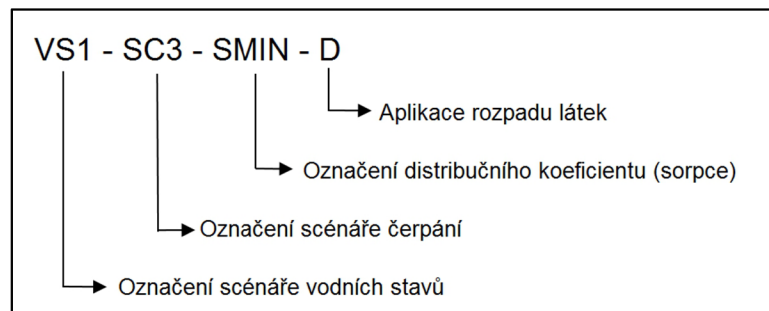 VS1 - SC3 - SMIN - D
Aplikace rozpadu látek
Označení distribučního koeficientu (sorpce)
Označení scénáře čerpání
Označení scénáře vodních stavů